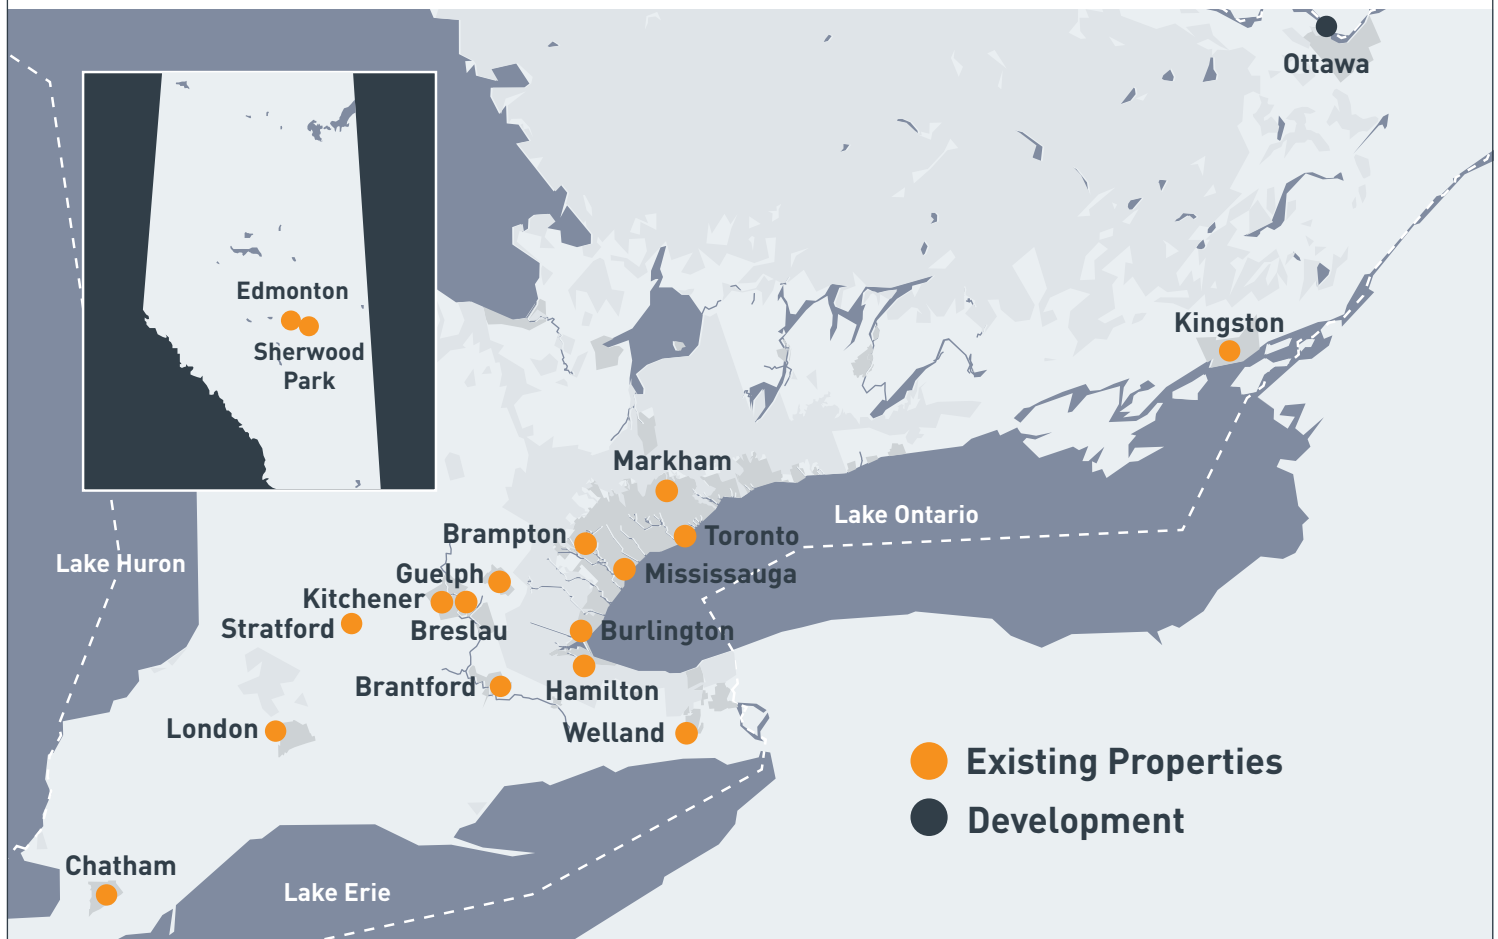 Ottawa
Edmonton
Sherwood
Park
Kingston
Markham
Lake Ontario
Brampton
Toronto
Lake Huron
Guelph
Mississauga
Kitchener
Stratford
Breslau
Burlington
Brantford
Hamilton
London
Welland
Existing Properties
Development
Chatham
Lake Erie